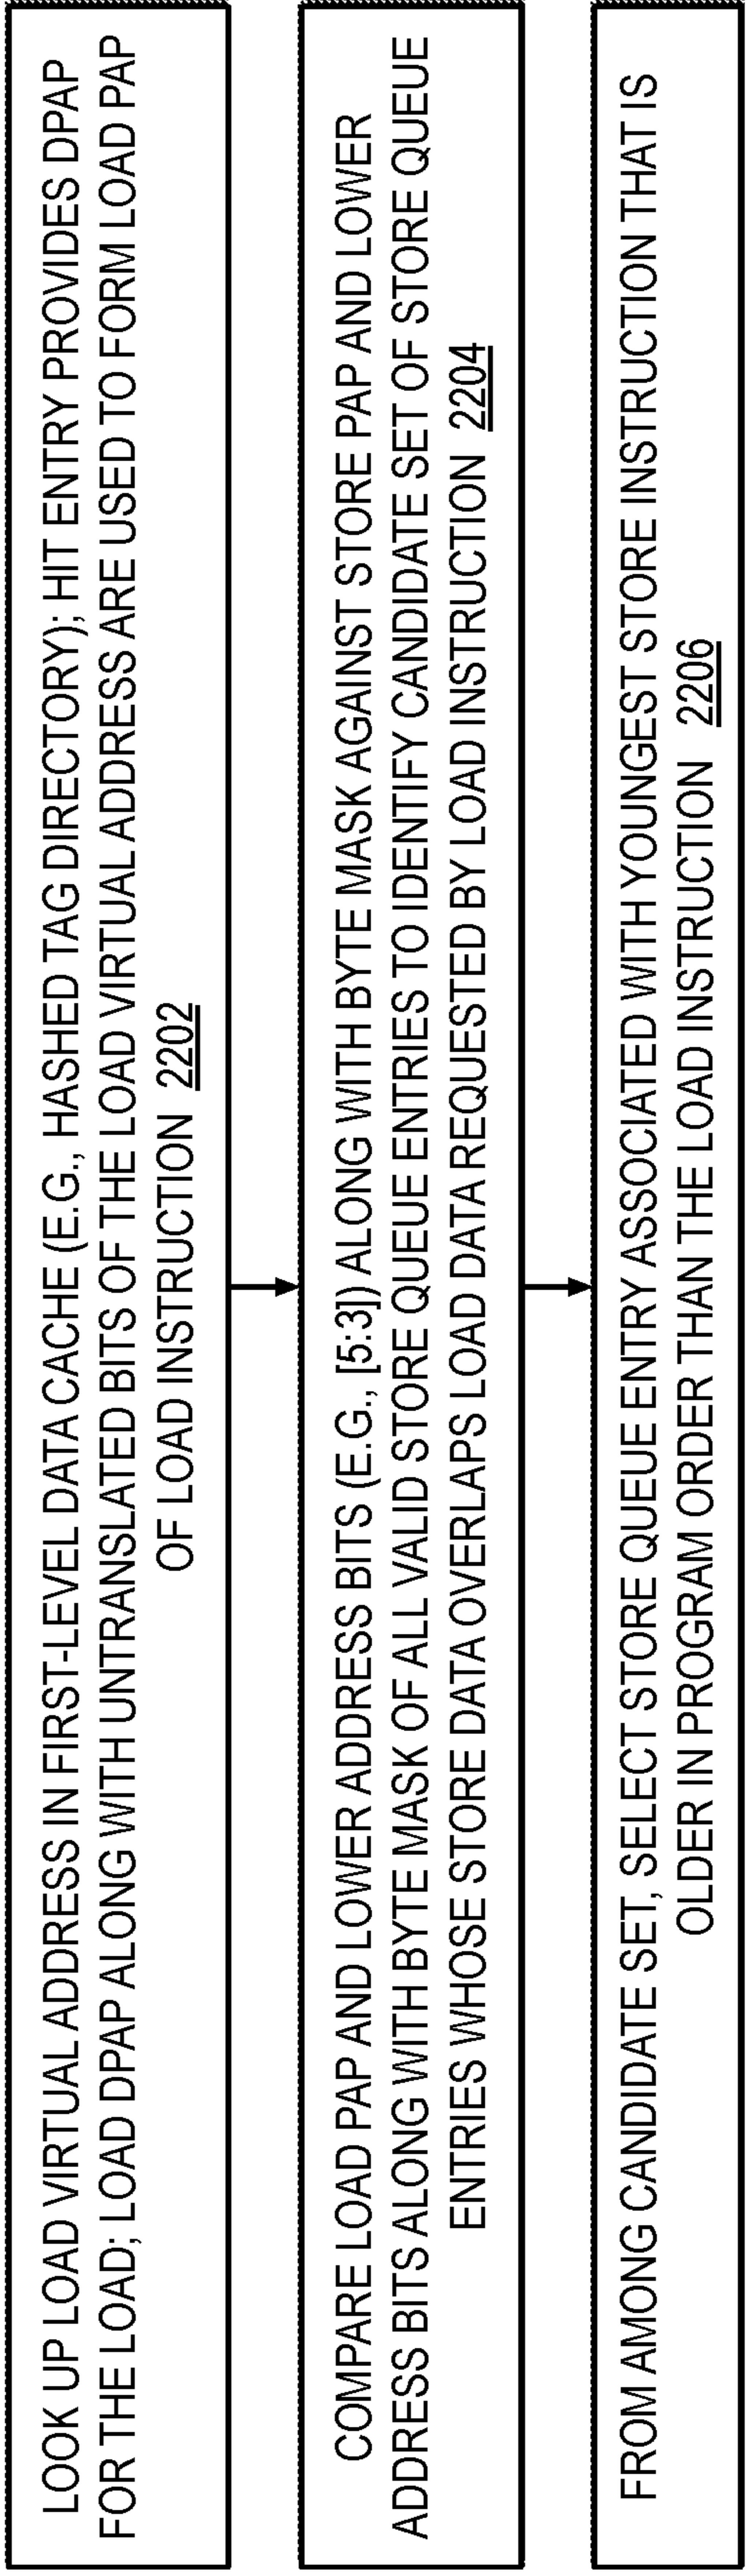 LOOK UP LOAD VIRTUAL ADDRESS IN FIRST-LEVEL DATA CACHE (E.G., HASHED TAG DIRECTORY); HIT ENTRY PROVIDES DPAP
FOR THE LOAD; LOAD DPAP ALONG WITH UNTRANSLATED BITS OF THE LOAD VIRTUAL ADDRESS ARE USED TO FORM LOAD PAP
OF LOAD INSTRUCTION 2202
COMPARE LOAD PAP AND LOWER ADDRESS BITS (E.G., [5:3]) ALONG WITH BYTE MASK AGAINST STORE PAP AND LOWER
ADDRESS BITS ALONG WITH BYTE MASK OF ALL VALID STORE QUEUE ENTRIES TO IDENTIFY CANDIDATE SET OF STORE QUEUE
ENTRIES WHOSE STORE DATA OVERLAPS LOAD DATA REQUESTED BY LOAD INSTRUCTION 2204
FROM AMONG CANDIDATE SET, SELECT STORE QUEUE ENTRY ASSOCIATED WITH YOUNGEST STORE INSTRUCTION THAT IS
OLDER IN PROGRAM ORDER THAN THE LOAD INSTRUCTION 2206